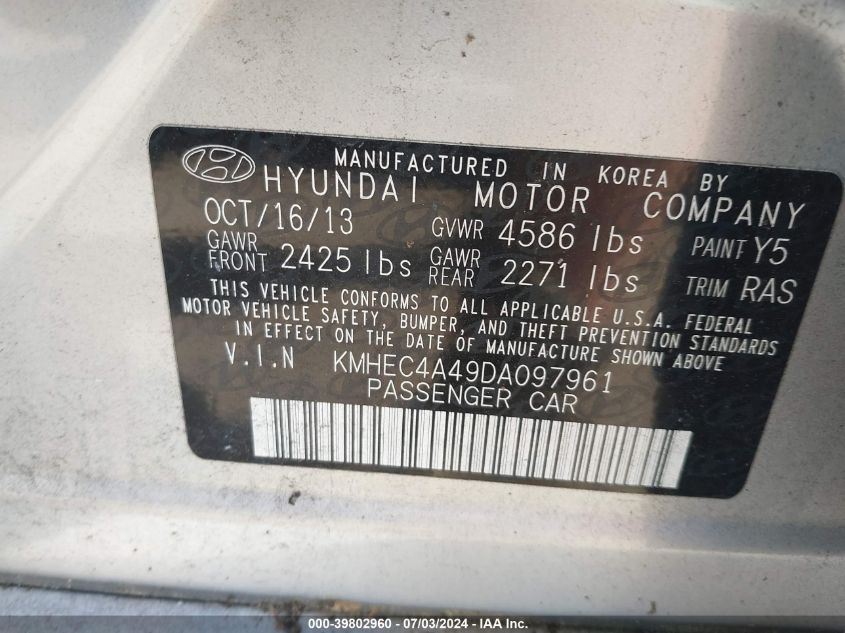 MANUFACTURED IN KOREA BY
HYUNDAI MOTOR COMPANY
OCT/16/13 GVWR 4586 lbs PAINT Y5
GAWR FRONT 2425 lbs GAWR REAR 2271 lbs TRIM RAS
THIS VEHICLE CONFORMS TO ALL APPLICABLE U.S.A. FEDERAL
MOTOR VEHICLE SAFETY, BUMPER, AND THEFT PREVENTION STANDARDS
IN EFFECT ON THE DATE OF MANUFACTURE SHOWN ABOVE
V.I.N KMHEC4A49DA097961
PASSENGER CAR
000-39802960 - 07/03/2024 - IAA Inc.